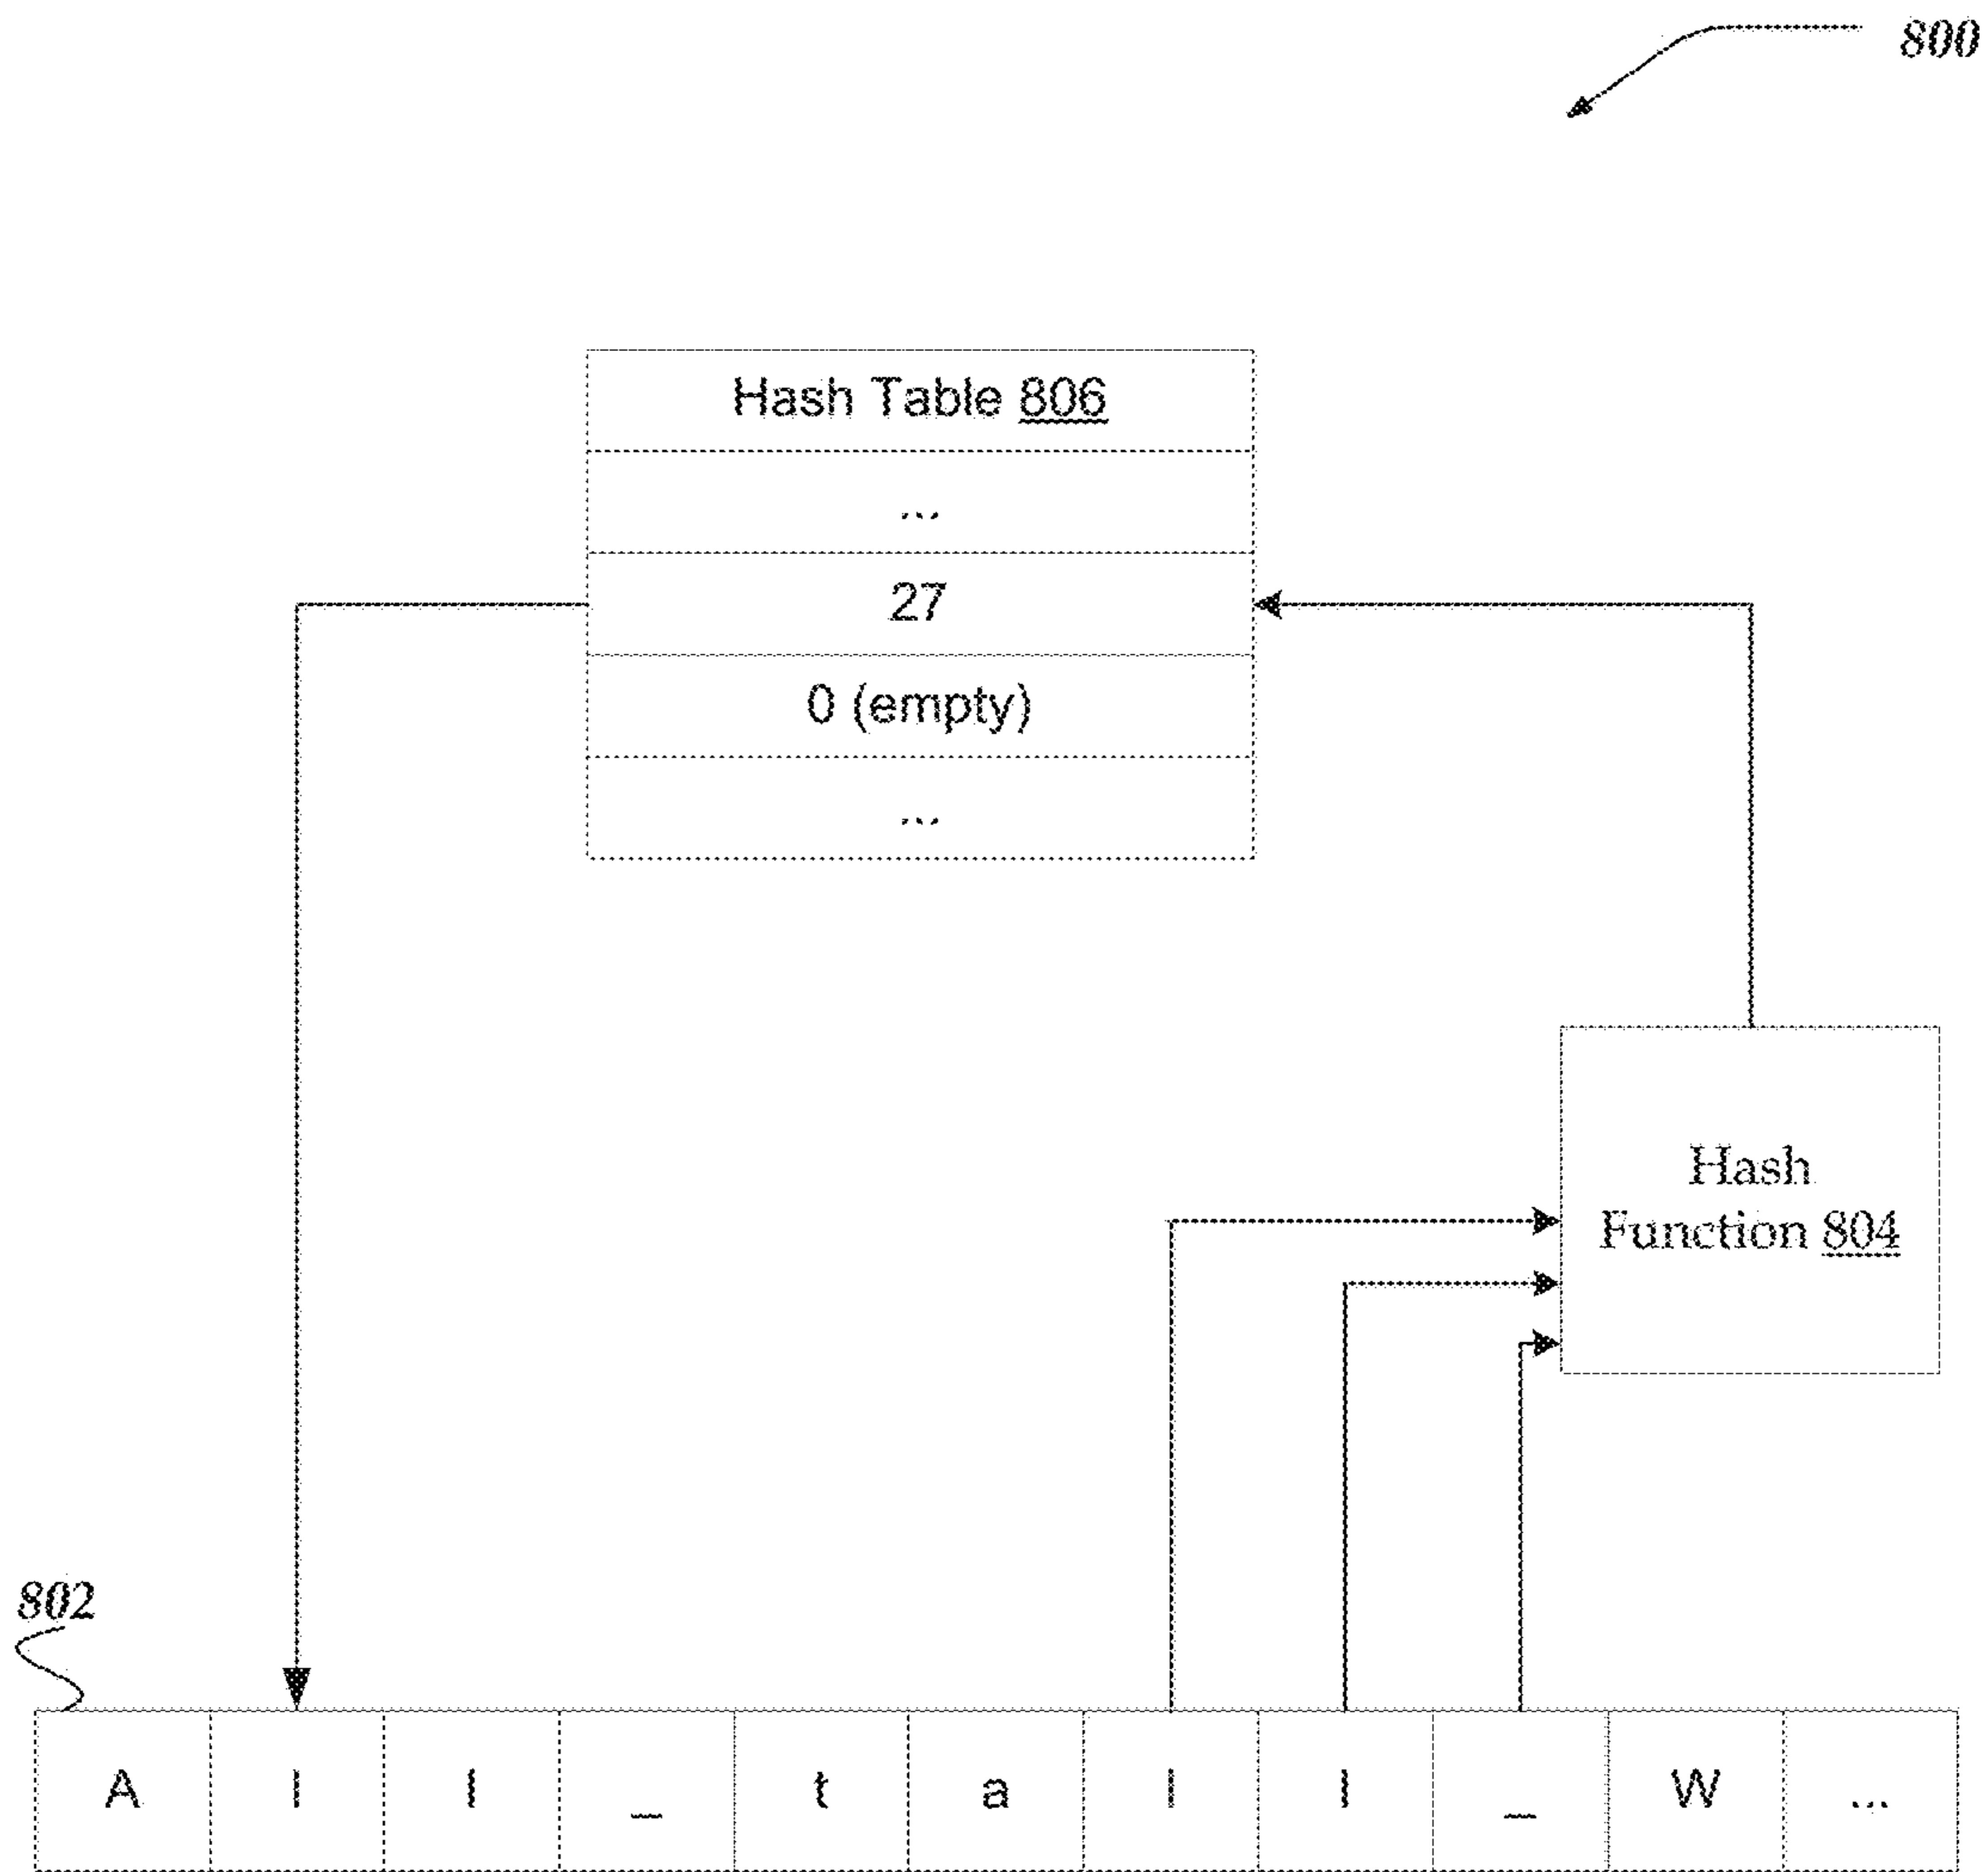 800
Hash Table 806
...
27
0 (empty)
...
Hash
Function 804
802
A l l _ t a l l _ W ...